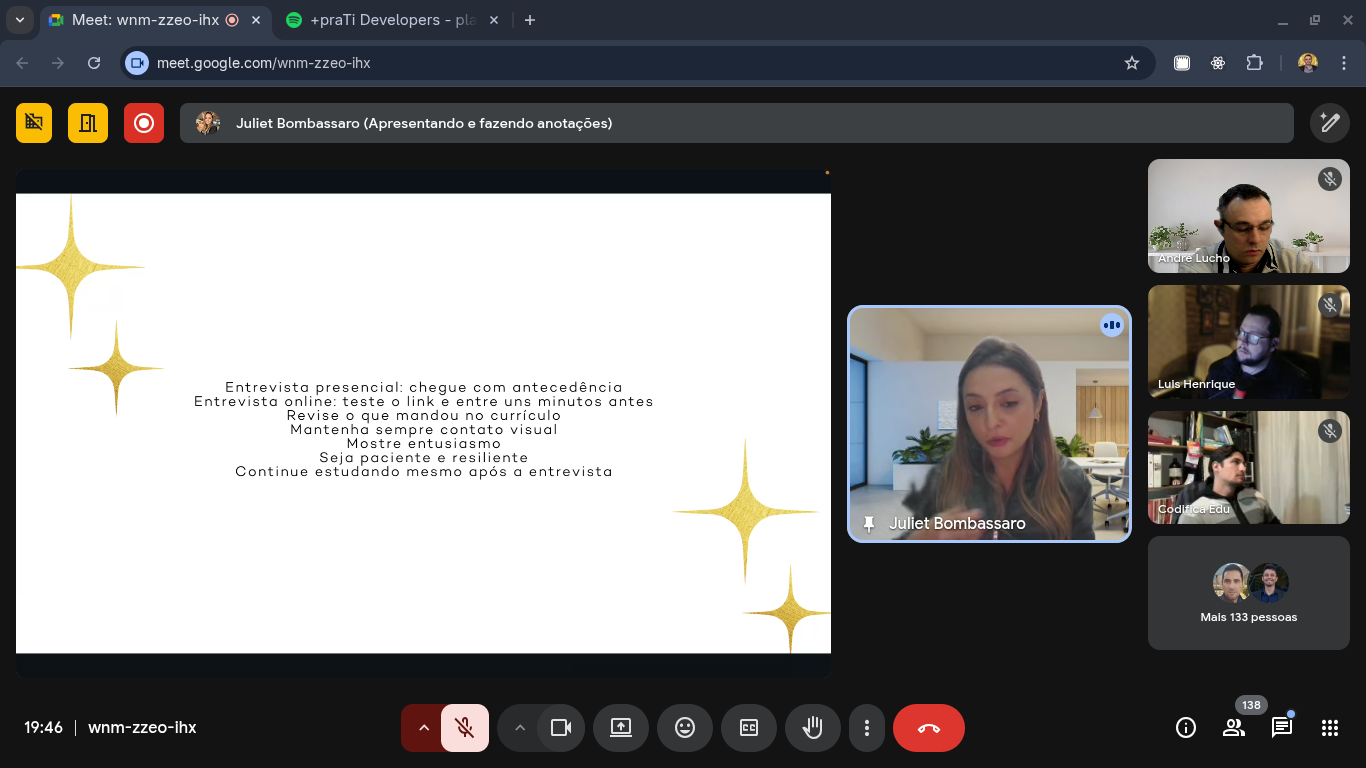 Meet: wnm-zzeo-ihx
+praTi Developers - pla
meet.google.com/wnm-zzeo-ihx
Juliet Bombassaro (Apresentando e fazendo anotações)
Entrevista presencial: chegue com antecedência
Entrevista online: teste o link e entre uns minutos antes
Revise o que mandou no currículo
Mantenha sempre contato visual
Mostre entusiasmo
Seja paciente e resiliente
Continue estudando mesmo após a entrevista
Juliet Bombassaro
André Lucho
Luis Henrique
Codifica Edu
Mais 133 pessoas
19:46
wnm-zzeo-ihx
CC
138